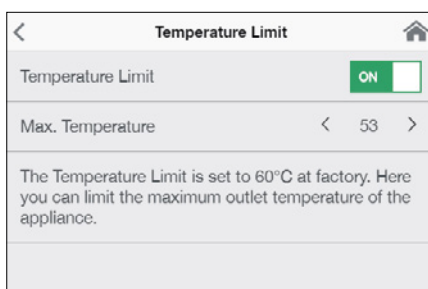 Temperature Limit
Temperature Limit ON
Max. Temperature < 53 >
The Temperature Limit is set to 60°C at factory. Here
you can limit the maximum outlet temperature of the
appliance.